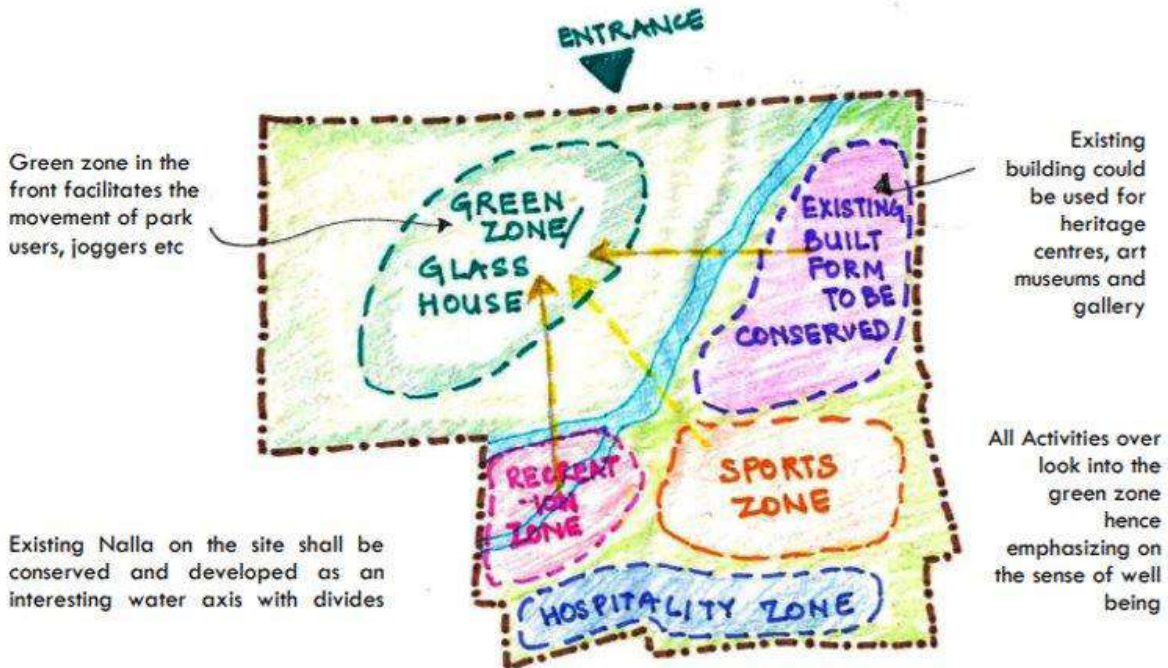 ENTRANCE
Green zone in the
front facilitates the
movement of park
users, joggers etc
GREEN
ZONE/
GLASS
HOUSE
EXISTING
BUILT
FORM
TO BE
CONSERVED
Existing
building could
be used for
heritage
centres, art
museums and
gallery
RECREAT
-ION
ZONE
SPORTS
ZONE
HOSPITALITY ZONE
All Activities over
look into the
green zone
hence
emphasizing on
the sense of well
being
Existing Nalla on the site shall be
conserved and developed as an
interesting water axis with divides